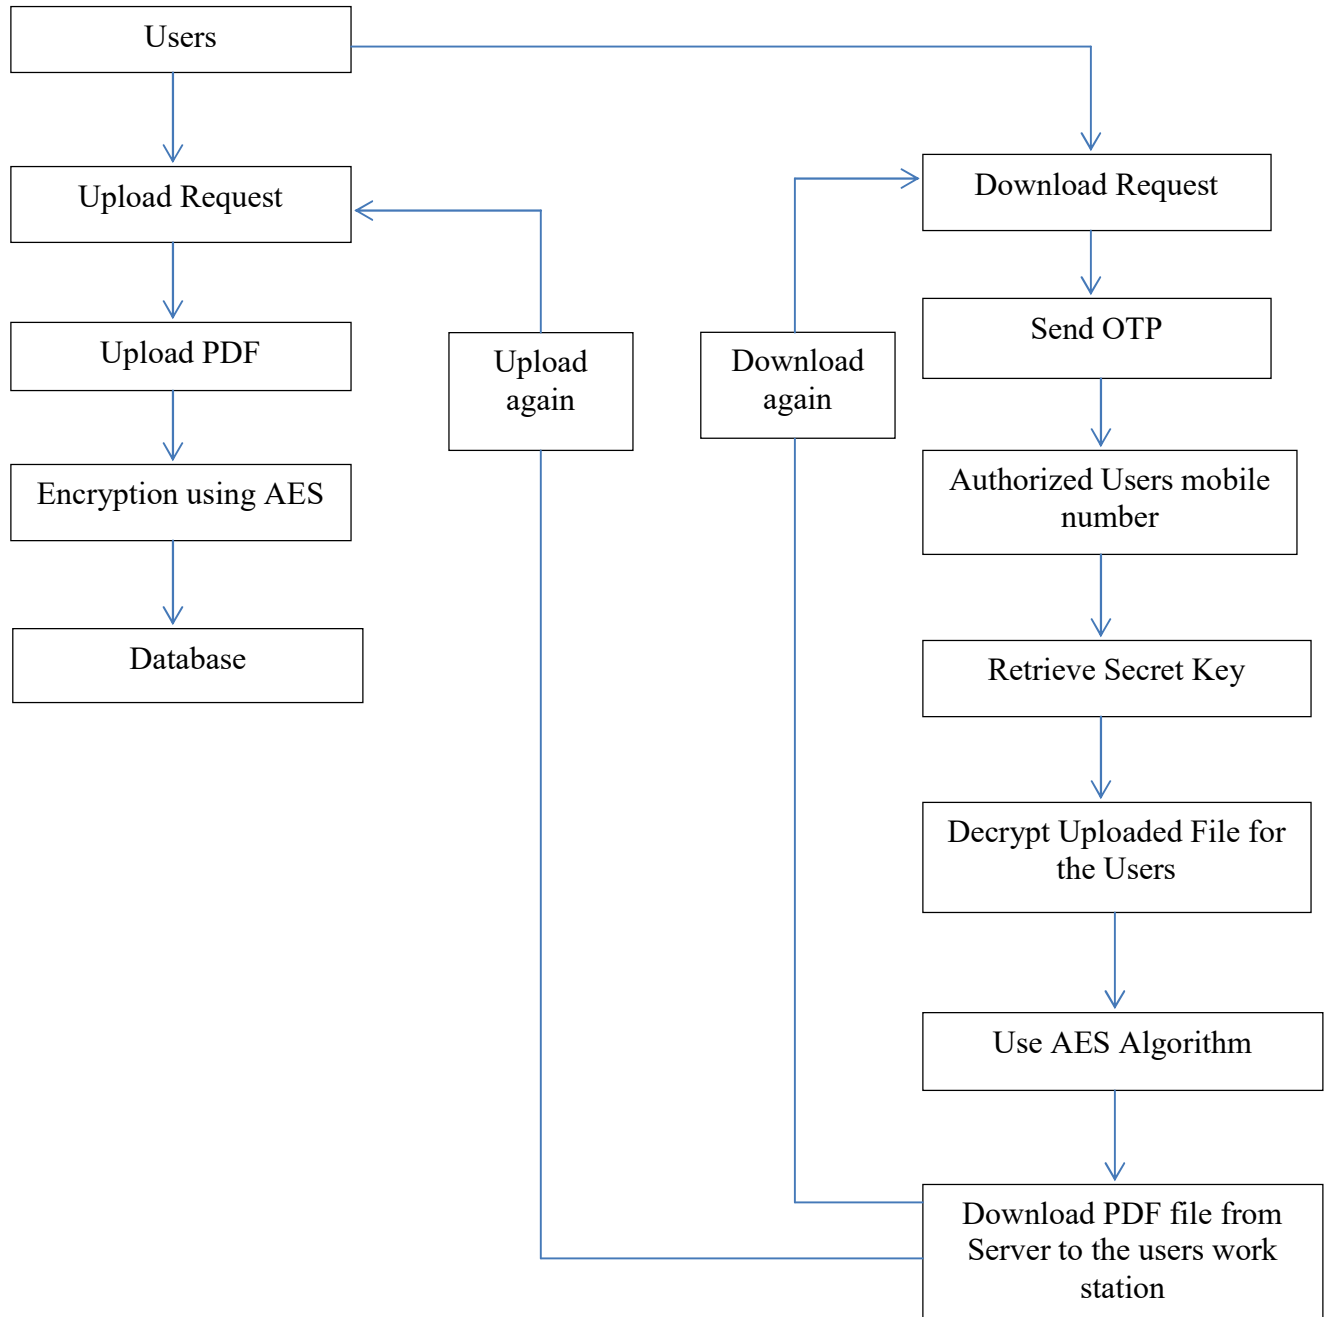 Users
Upload Request
Upload PDF
Encryption using AES
Database
Upload
again
Download
again
Download Request
Send OTP
Authorized Users mobile
number
Retrieve Secret Key
Decrypt Uploaded File for
the Users
Use AES Algorithm
Download PDF file from
Server to the users work
station